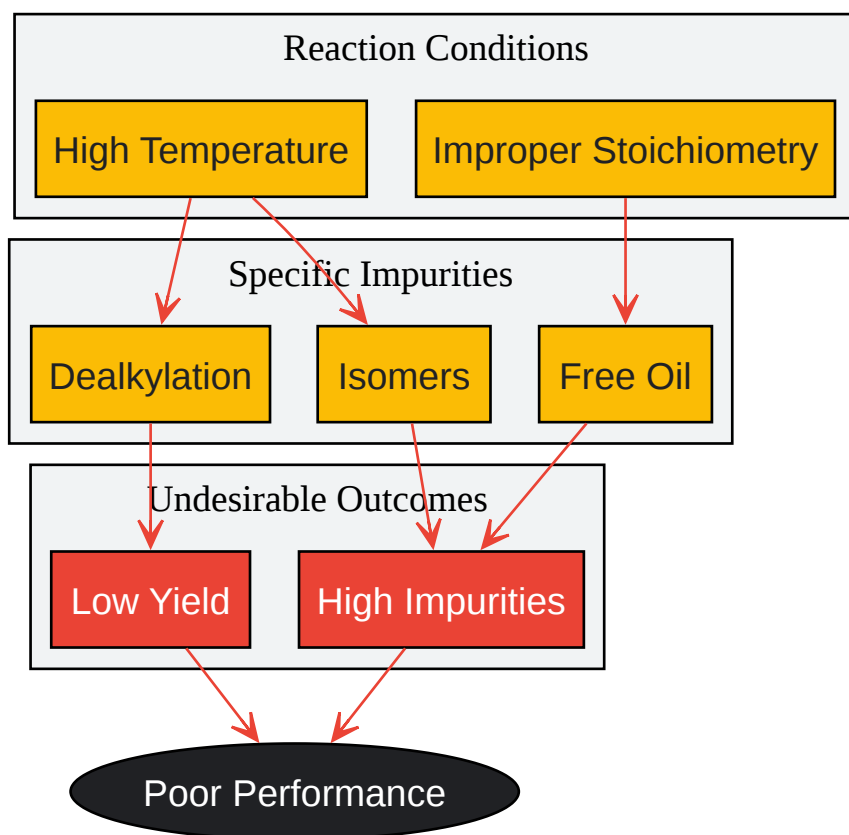 Reaction Conditions
High Temperature
Improper Stoichiometry
Specific Impurities
Dealkylation
Isomers
Free Oil
Undesirable Outcomes
Low Yield
High Impurities
Poor Performance